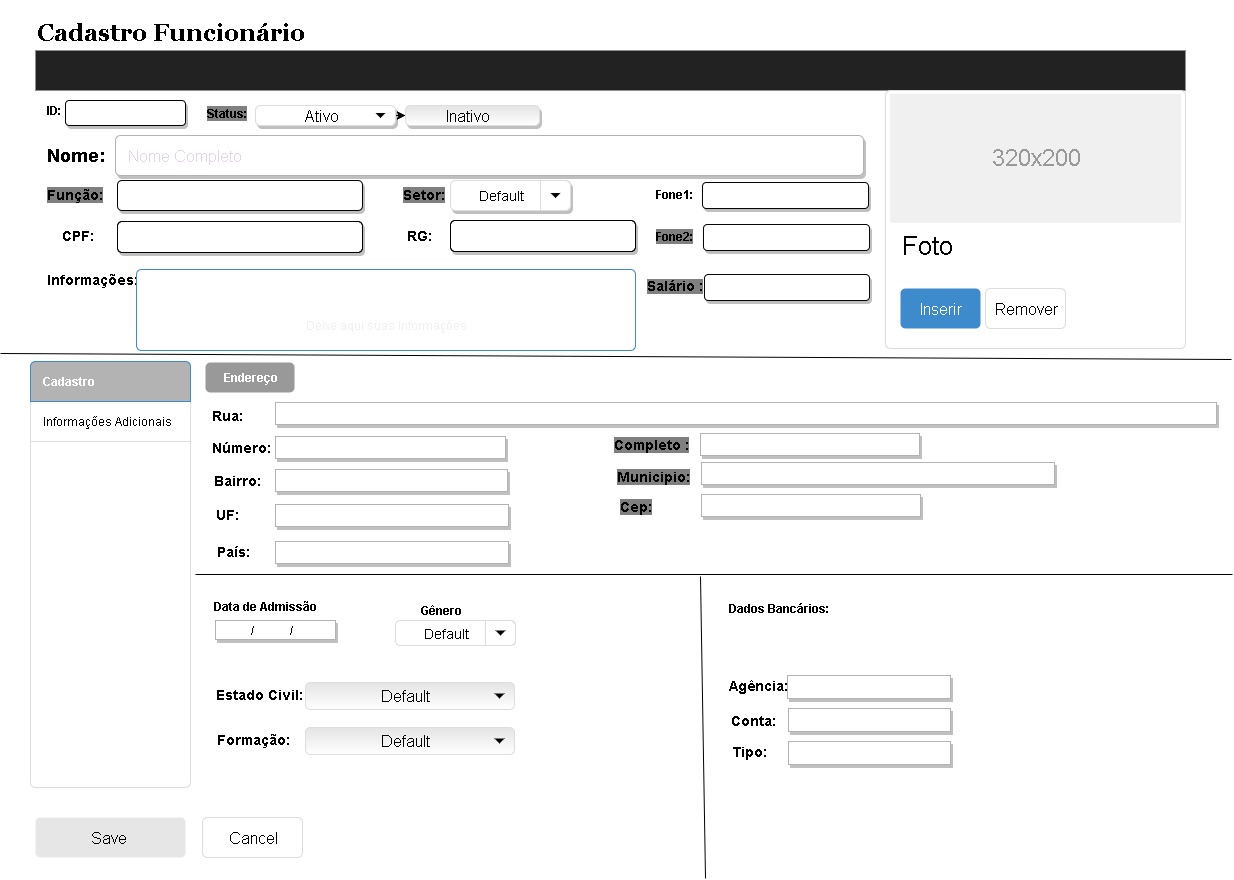 Cadastro Funcionário
ID: Status: Ativo Inativo
Nome: Nome Completo
320x200
Função: Setor: Default Fone1:
CPF: RG: Fone2:
Foto
Informações: Salário :
Deixe aqui suas Informações
Inserir Remover
Cadastro Endereço
Informações Adicionais Rua:
Número: Completo :
Bairro: Municipio:
UF: Cep:
País:
Data de Admissão Gênero Dados Bancários:
/ / Default
Estado Civil: Default Agência:
Conta:
Formação: Default
Tipo:
Save Cancel